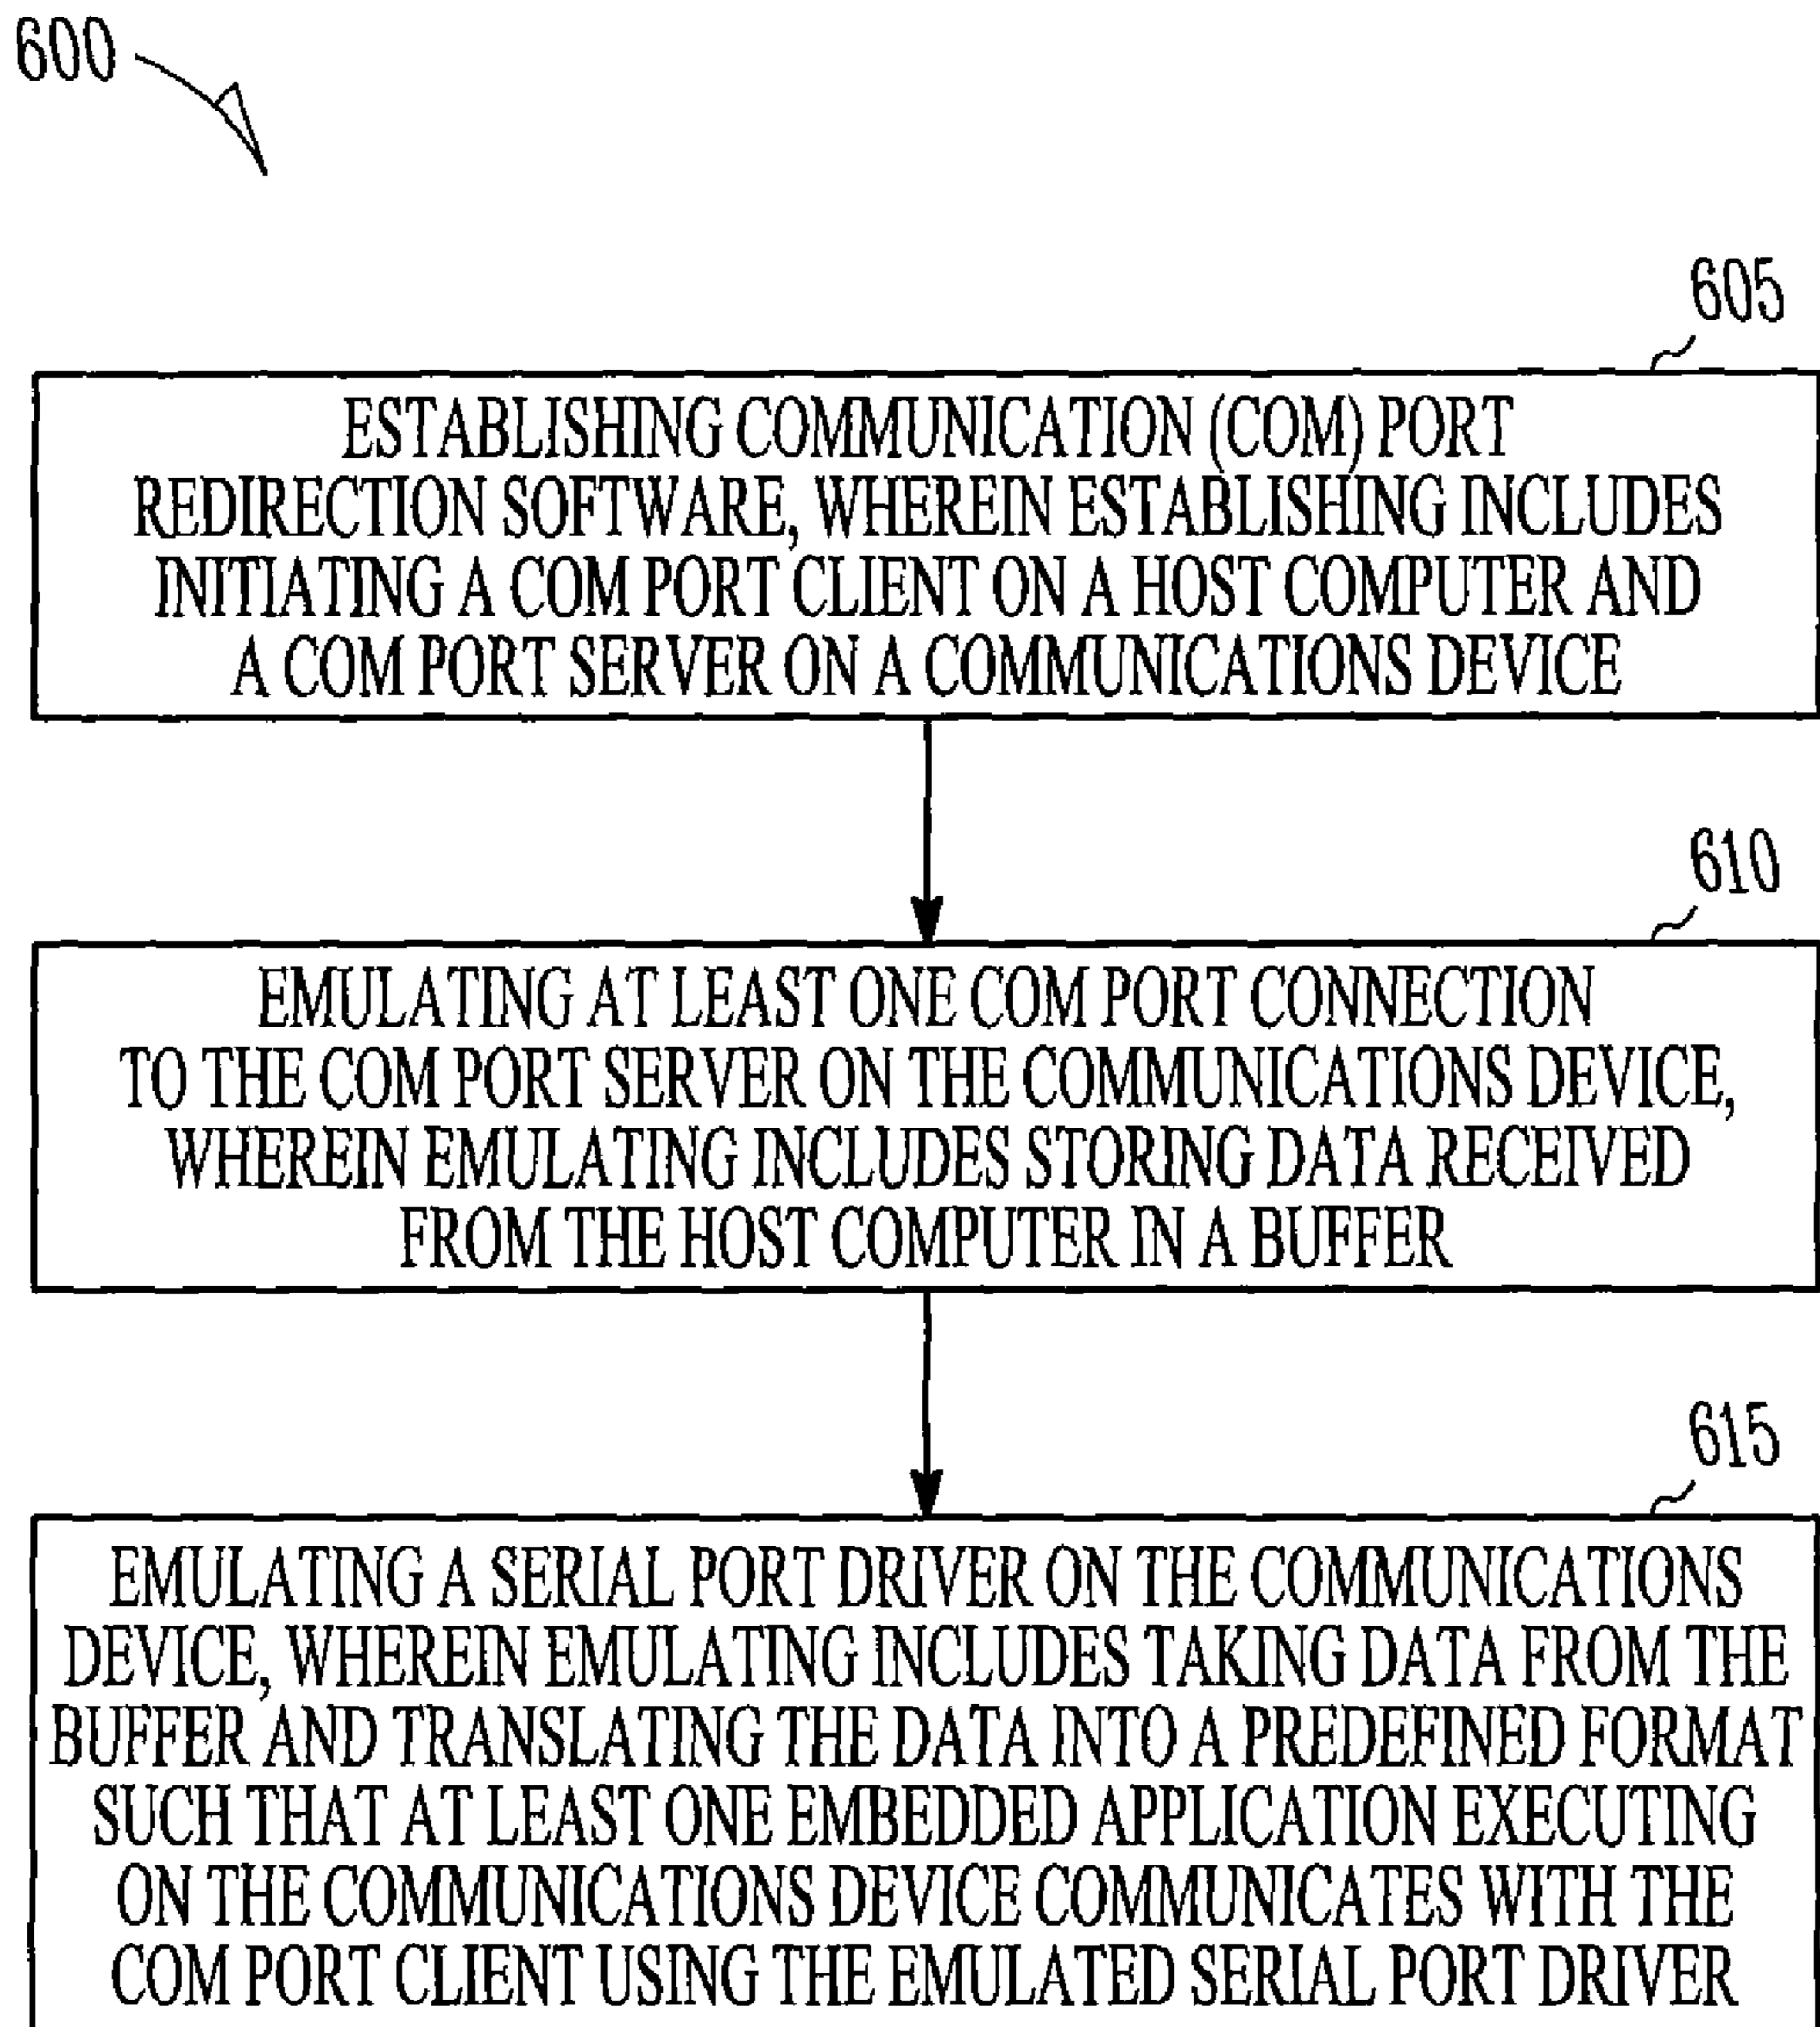 600
605
ESTABLISHING COMMUNICATION (COM) PORT
REDIRECTION SOFTWARE, WHEREIN ESTABLISHING INCLUDES
INITIATING A COM PORT CLIENT ON A HOST COMPUTER AND
A COM PORT SERVER ON A COMMUNICATIONS DEVICE
610
EMULATING AT LEAST ONE COM PORT CONNECTION
TO THE COM PORT SERVER ON THE COMMUNICATIONS DEVICE,
WHEREIN EMULATING INCLUDES STORING DATA RECEIVED
FROM THE HOST COMPUTER IN A BUFFER
615
EMULATING A SERIAL PORT DRIVER ON THE COMMUNICATIONS
DEVICE, WHEREIN EMULATING INCLUDES TAKING DATA FROM THE
BUFFER AND TRANSLATING THE DATA INTO A PREDEFINED FORMAT
SUCH THAT AT LEAST ONE EMBEDDED APPLICATION EXECUTING
ON THE COMMUNICATIONS DEVICE COMMUNICATES WITH THE
COM PORT CLIENT USING THE EMULATED SERIAL PORT DRIVER